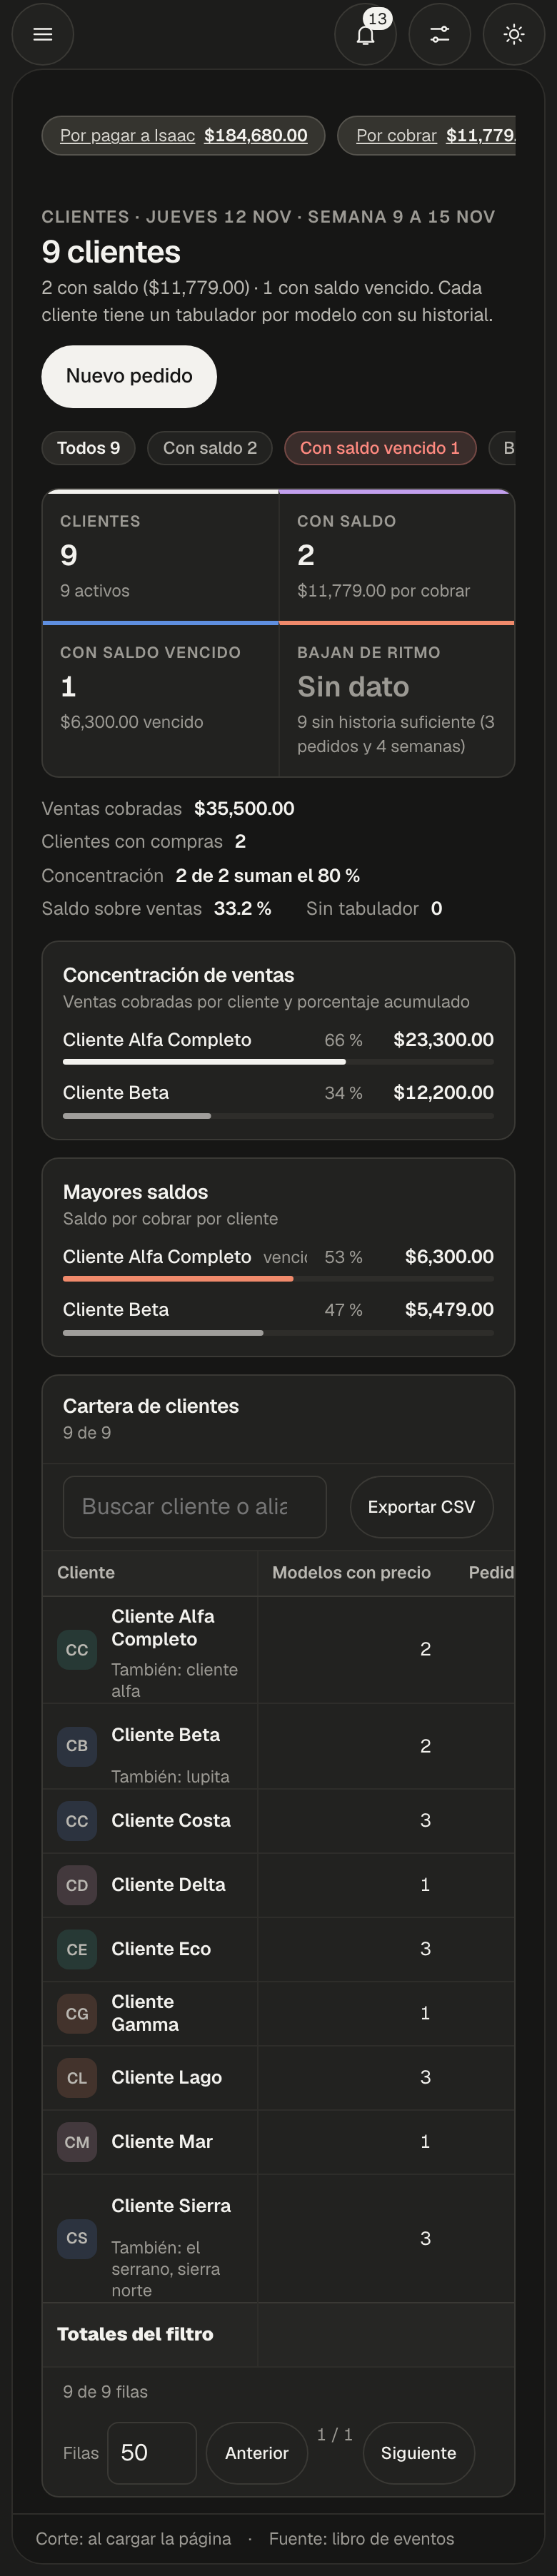 13
Por pagar a Isaac $184,680.00 Por cobrar $11,779.
CLIENTES · JUEVES 12 NOV · SEMANA 9 A 15 NOV
9 clientes
2 con saldo ($11,779.00) · 1 con saldo vencido. Cada
cliente tiene un tabulador por modelo con su historial.
Nuevo pedido
Todos 9 Con saldo 2 Con saldo vencido 1 B
CLIENTES
9
9 activos
CON SALDO
2
$11,779.00 por cobrar
CON SALDO VENCIDO
1
$6,300.00 vencido
BAJAN DE RITMO
Sin dato
9 sin historia suficiente (3
pedidos y 4 semanas)
Ventas cobradas $35,500.00
Clientes con compras 2
Concentración 2 de 2 suman el 80 %
Saldo sobre ventas 33.2 % Sin tabulador 0
Concentración de ventas
Ventas cobradas por cliente y porcentaje acumulado
Cliente Alfa Completo 66 % $23,300.00
Cliente Beta 34 % $12,200.00
Mayores saldos
Saldo por cobrar por cliente
Cliente Alfa Completo venci 53 % $6,300.00
Cliente Beta 47 % $5,479.00
Cartera de clientes
9 de 9
Buscar cliente o alia Exportar CSV
Cliente Modelos con precio Pedid
CC Cliente Alfa
Completo 2
También: cliente
alfa
CB Cliente Beta 2
También: lupita
CC Cliente Costa 3
CD Cliente Delta 1
CE Cliente Eco 3
CG Cliente
Gamma 1
CL Cliente Lago 3
CM Cliente Mar 1
CS Cliente Sierra 3
También: el
serrano, sierra
norte
Totales del filtro
9 de 9 filas
Filas 50 Anterior 1 / 1 Siguiente
Corte: al cargar la página · Fuente: libro de eventos